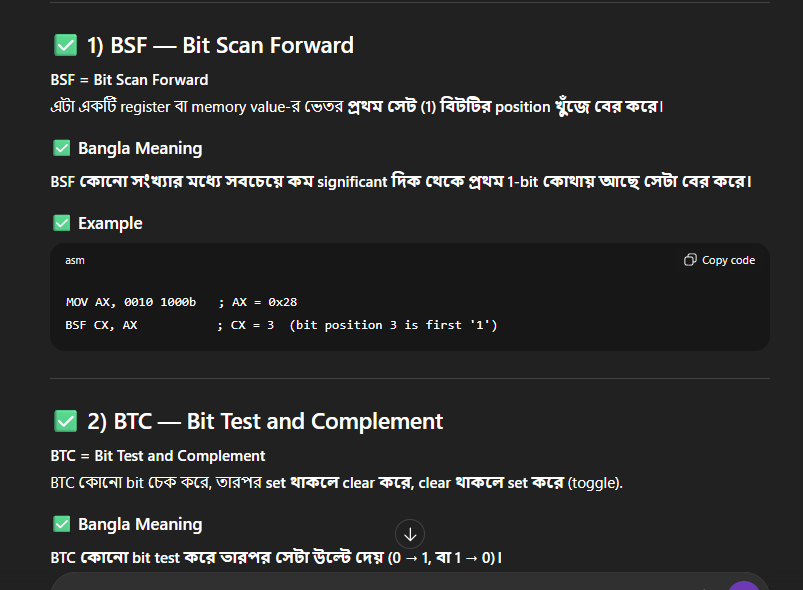 ✅ 1) BSF — Bit Scan Forward
BSF = Bit Scan Forward
এটা একটি register বা memory value-র ভেতর প্রথম সেট (1) বিটটির position খুঁজে বের করে।
✅ Bangla Meaning
BSF কোনো সংখ্যার মধ্যে সবচেয়ে কম significant দিক থেকে প্রথম 1-bit কোথায় আছে সেটা বের করে।
✅ Example
asm Copy code
MOV AX, 0010 1000b ; AX = 0x28
BSF CX, AX ; CX = 3 (bit position 3 is first '1')
✅ 2) BTC — Bit Test and Complement
BTC = Bit Test and Complement
BTC কোনো bit চেক করে, তারপর set থাকলে clear করে, clear থাকলে set করে (toggle).
✅ Bangla Meaning
BTC কোনো bit test করে তারপর সেটা উল্টে দেয় (0 → 1, বা 1 → 0)।